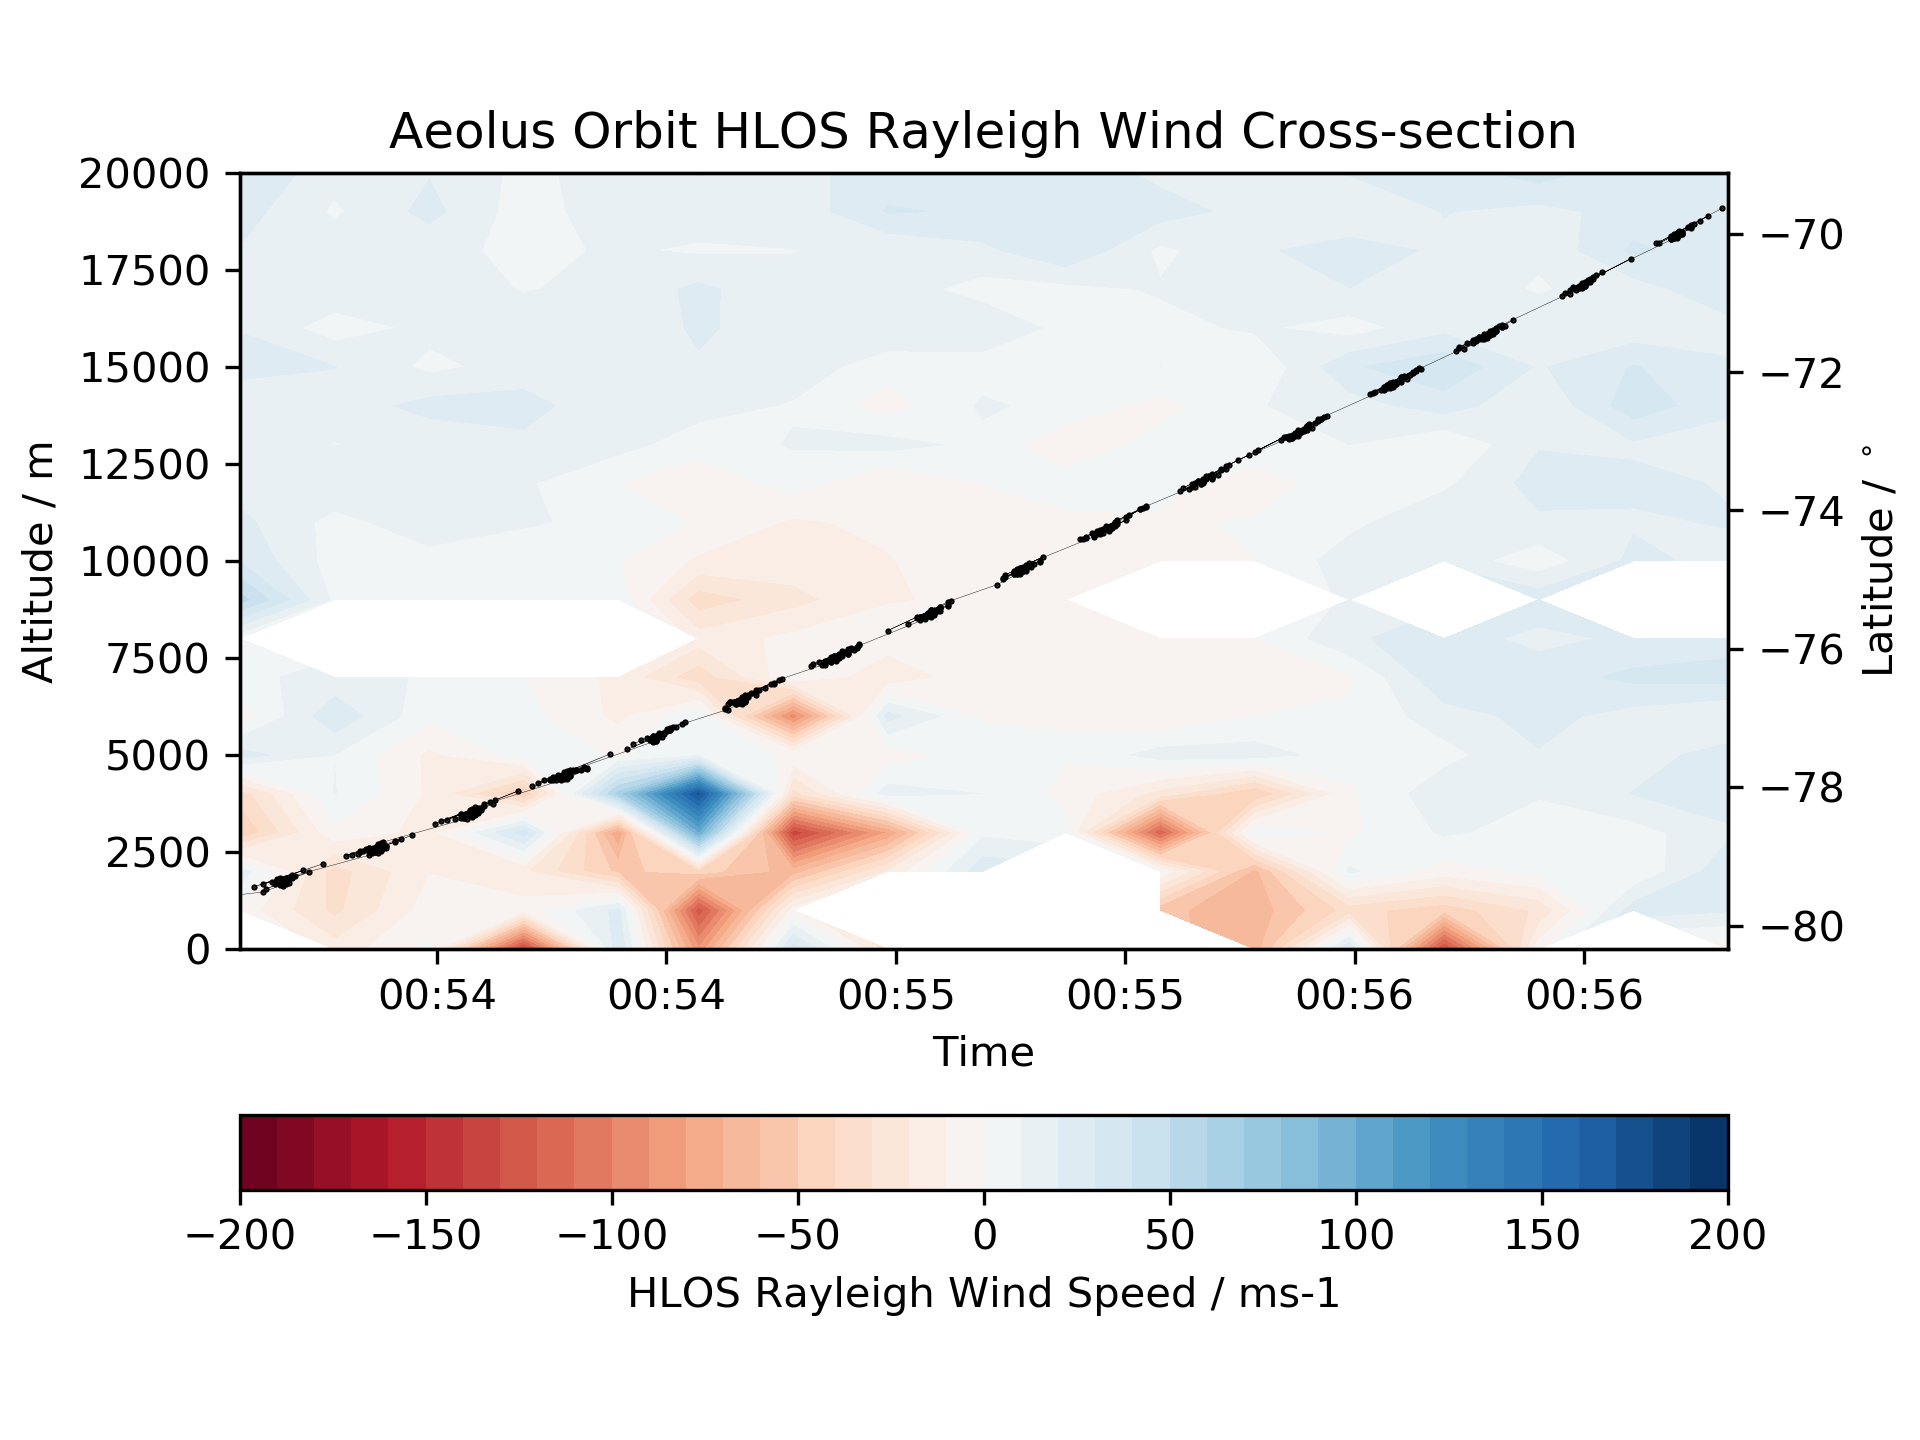 Aeolus Orbit HLOS Rayleigh Wind Cross-section
20000
17500
15000
12500
10000
7500
5000
2500
0
Altitude / m
−70
−72
−74
−76
−78
−80
Latitude / °
00:54 00:54 00:55 00:55 00:56 00:56
Time
−200 −150 −100 −50 0 50 100 150 200
HLOS Rayleigh Wind Speed / ms-1